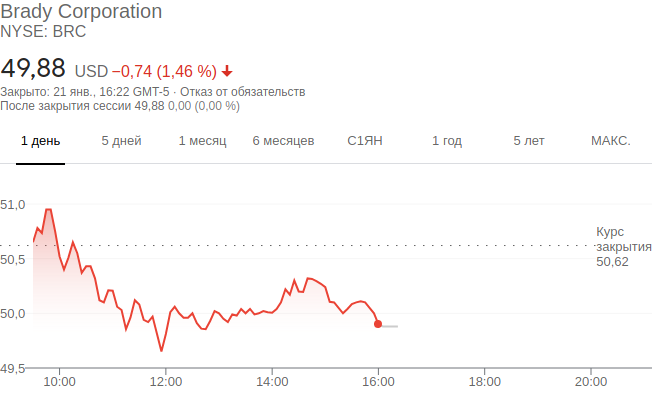 Brady Corporation
NYSE: BRC
49,88 USD −0,74 (1,46 %)
Закрыто: 21 янв., 16:22 GMT-5 · Отказ от обязательств
После закрытия сессии 49,88 0,00 (0,00 %)
1 день 5 дней 1 месяц 6 месяцев С1ЯН 1 год 5 лет МАКС.
51,0
Курс
закрытия
50,62
50,5
50,0
49,5
10:00 12:00 14:00 16:00 18:00 20:00